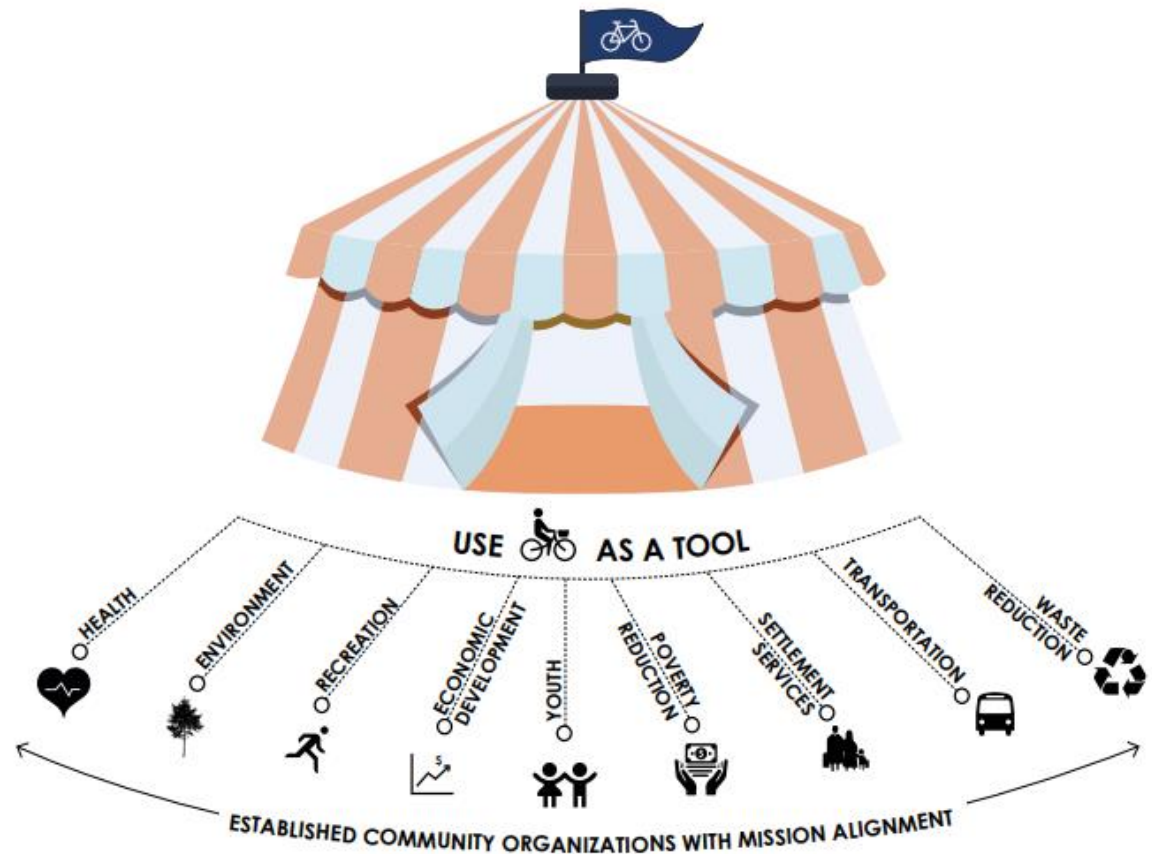 USE AS A TOOL
HEALTH
ENVIRONMENT
RECREATION
ECONOMIC
DEVELOPMENT
YOUTH
POVERTY
REDUCTION
SETTLEMENT
SERVICES
TRANSPORTATION
WASTE
REDUCTION
$
$
ESTABLISHED COMMUNITY ORGANIZATIONS WITH MISSION ALIGNMENT